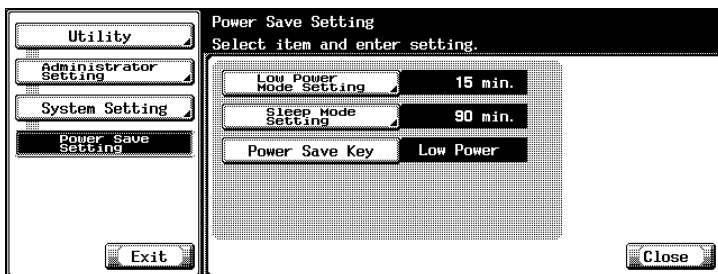 Utility
Administrator
Setting
System Setting
Power Save
Setting
Exit
Power Save Setting
Select item and enter setting.
Low Power
Mode Setting
15 min.
Sleep Mode
Setting
90 min.
Power Save Key
Low Power
Close